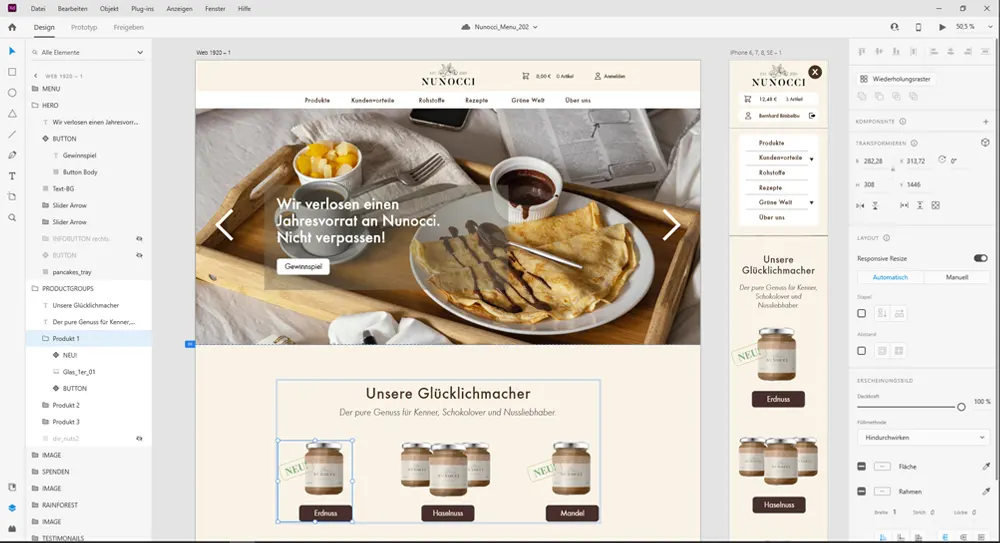 Xd
Datei Bearbeiten Objekt Plug-ins Anzeigen Fenster Hilfe
Design Prototyp Freigeben
Nunocci_Menu_202
50,5 %
Alle Elemente
WEB 1920 – 1
MENU
HERO
Wir verlosen einen Jahresvor...
BUTTON
Gewinnspiel
Button Body
Text-BG
Slider Arrow
Slider Arrow
INFOBUTTON rechts
BUTTON
pancakes_tray
PRODUCTGROUPS
Unsere Glücklichmacher
Der pure Genuss für Kenner,...
Produkt 1
NEU!
Glas_1er_01
BUTTON
Produkt 2
Produkt 3
div_nuts2
IMAGE
SPENDEN
IMAGE
RAINFOREST
IMAGE
TESTIMONAILS
Web 1920 – 1
NUNOCCI
0,00 € 0 Artikel
Anmelden
Produkte Kundenvorteile Rohstoffe Rezepte Grüne Welt Über uns
Wir verlosen einen
Jahresvorrat an Nunocci.
Nicht verpassen!
Gewinnspiel
Unsere Glücklichmacher
Der pure Genuss für Kenner, Schokolover und Nussliebhaber.
NEU!
NEU!
Erdnuss
Haselnuss
Mandel
iPhone 6, 7, 8, SE – 1
NUNOCCI
12,48 € 3 Artikel
Produkte
Kundenvorteile
Rohstoffe
Rezepte
Grüne Welt
Über uns
Unsere
Glücklichmacher
Der pure Genuss für Kenner,
Schokolover und
Nussliebhaber.
NEU!
Erdnuss
Haselnuss
Wiederholungsraster
KOMPONENTE
TRANSFORMIEREN
B 282,28 X 313,72 0°
H 308 Y 1446
LAYOUT
Responsive Resize
Automatisch Manuell
Stapel
Abstand
ERSCHEINUNGSBILD
Deckkraft
100 %
Füllmethode
Hindurchwirken
Fläche
Rahmen
Breite 1 Strich 0 Lücke 0